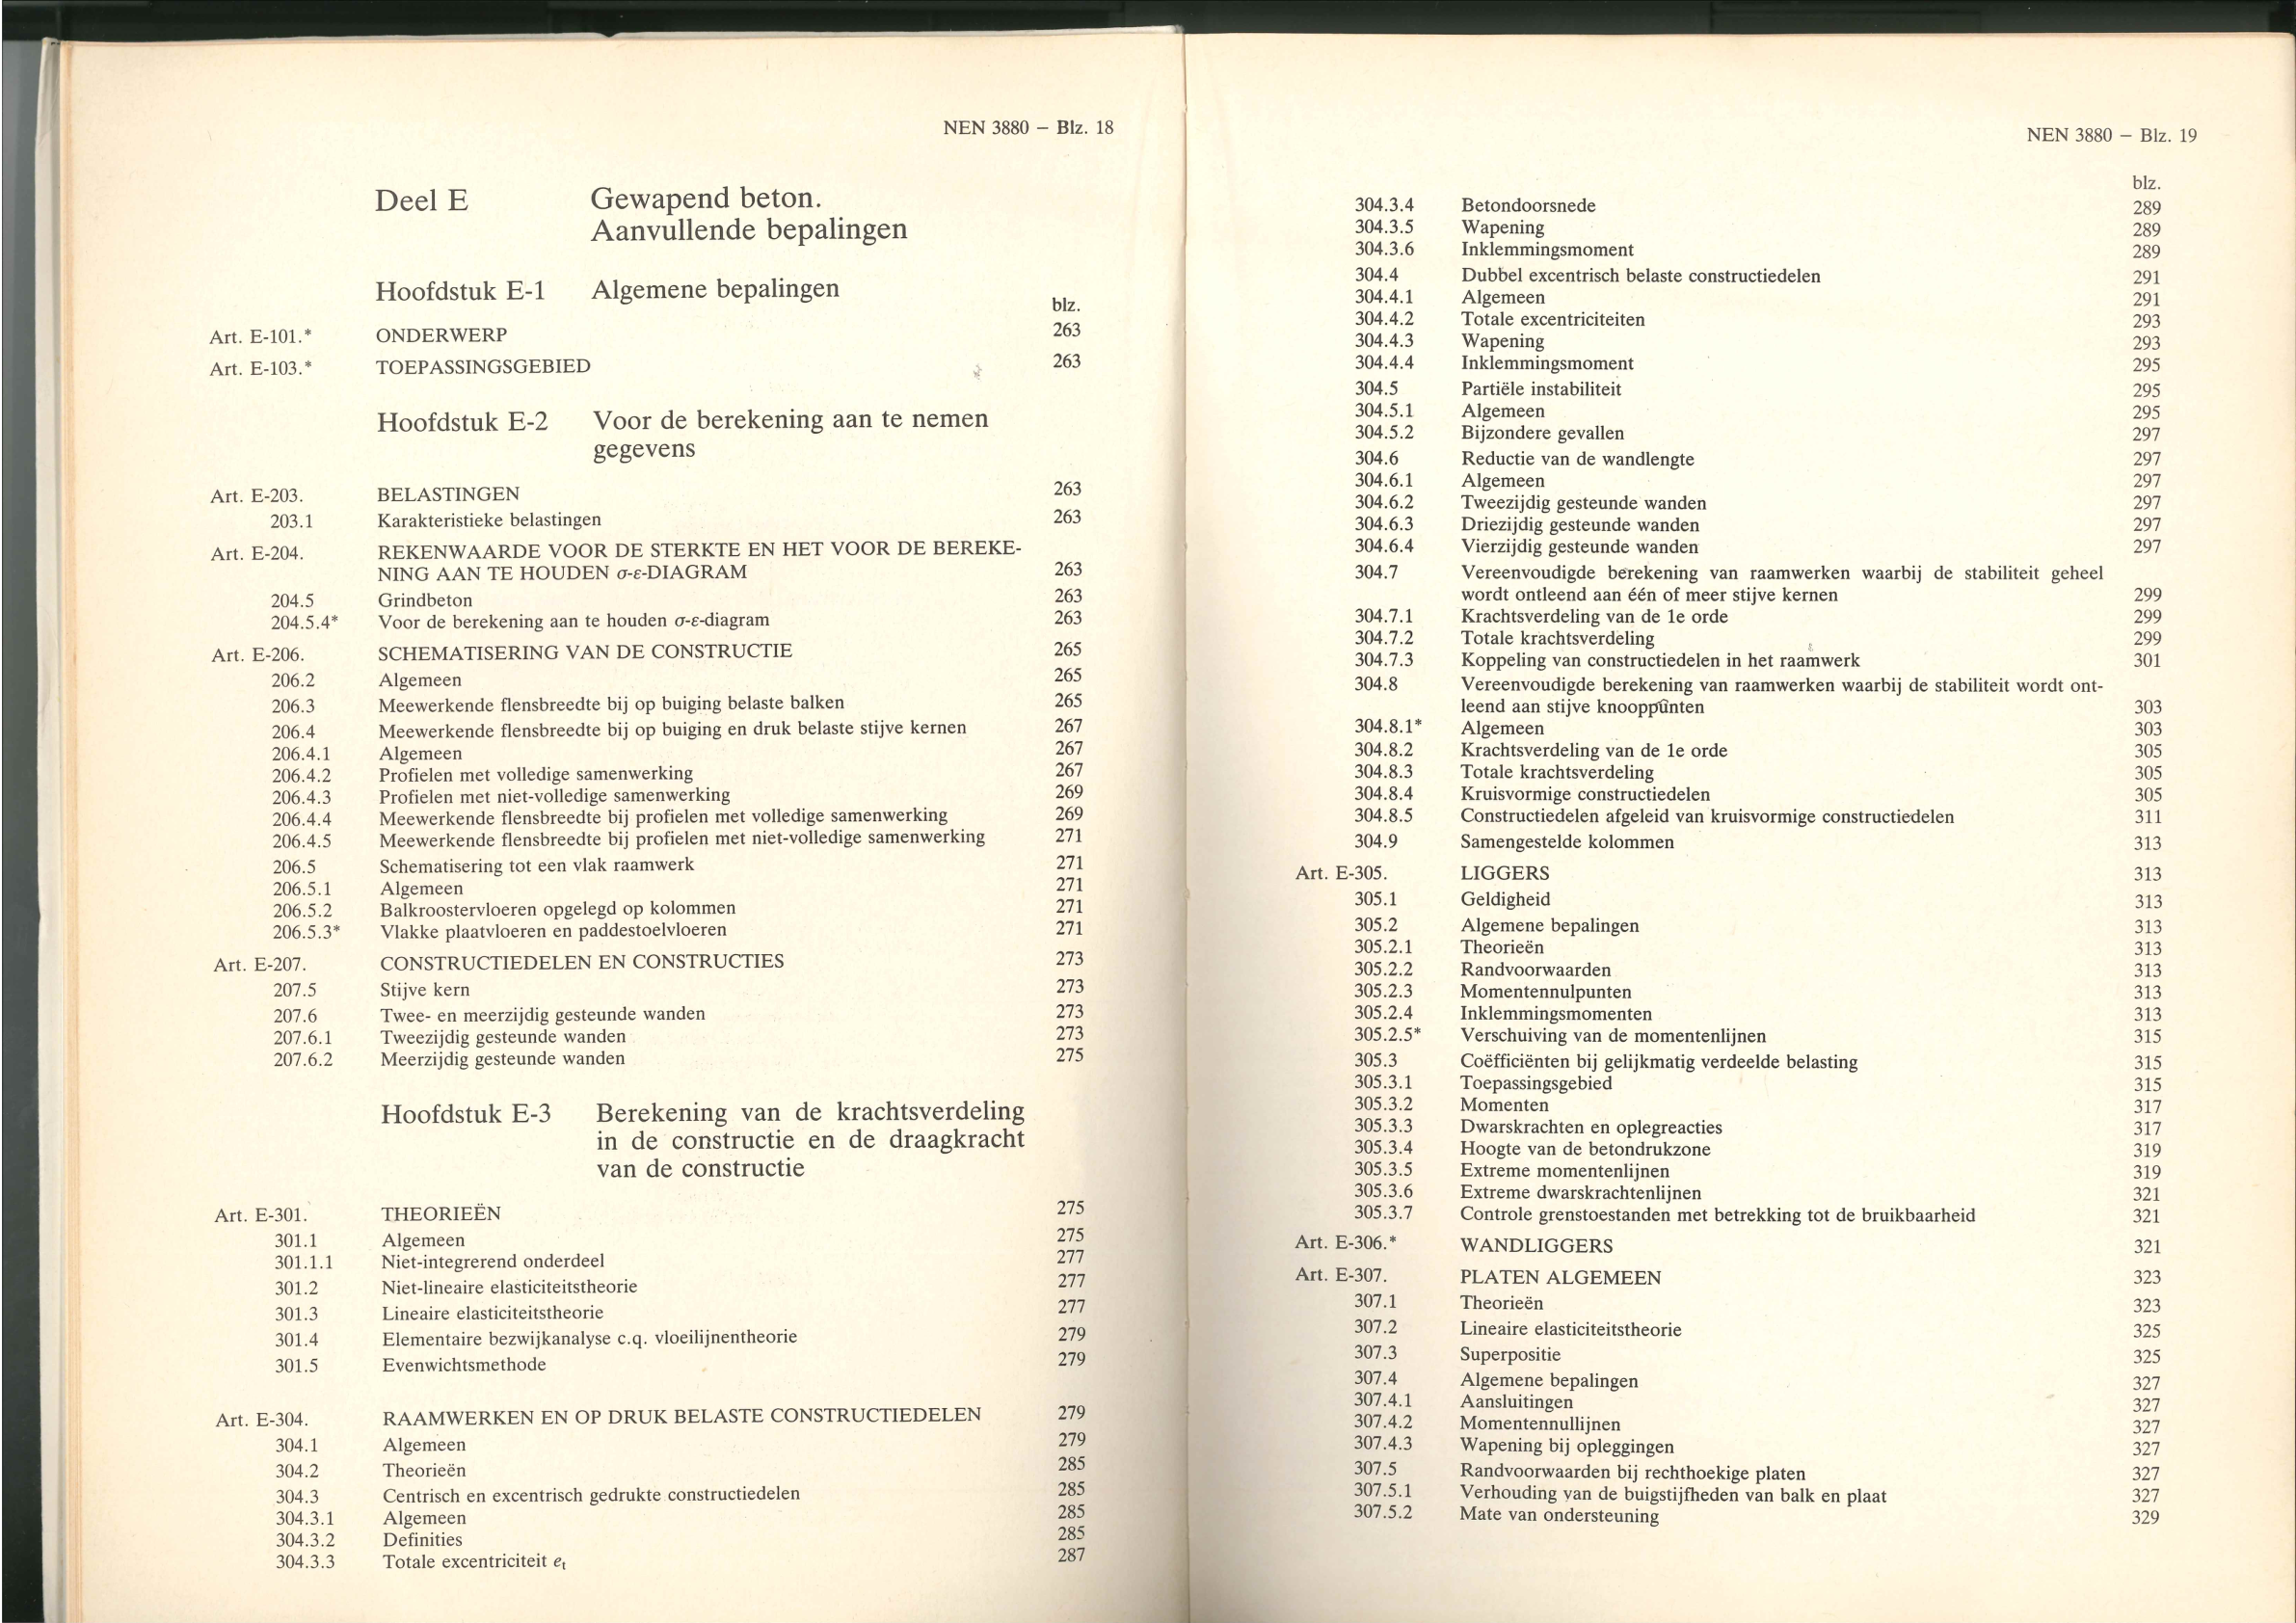 NEN 3880 – Blz. 18
Deel E Gewapend beton.
Aanvullende bepalingen
Hoofdstuk E-1 Algemene bepalingen
blz.
Art. E-101.* ONDERWERP 263
Art. E-103.* TOEPASSINGSGEBIED 263
Hoofdstuk E-2 Voor de berekening aan te nemen
gegevens
Art. E-203. BELASTINGEN 263
203.1 Karakteristieke belastingen 263
Art. E-204. REKENWAARDE VOOR DE STERKTE EN HET VOOR DE BEREKE-
NING AAN TE HOUDEN σ-ε-DIAGRAM 263
204.5 Grindbeton 263
204.5.4* Voor de berekening aan te houden σ-ε-diagram 263
Art. E-206. SCHEMATISERING VAN DE CONSTRUCTIE 265
206.2 Algemeen 265
206.3 Meewerkende flensbreedte bij op buiging belaste balken 265
206.4 Meewerkende flensbreedte bij op buiging en druk belaste stijve kernen 267
206.4.1 Algemeen 267
206.4.2 Profielen met volledige samenwerking 267
206.4.3 Profielen met niet-volledige samenwerking 269
206.4.4 Meewerkende flensbreedte bij profielen met volledige samenwerking 269
206.4.5 Meewerkende flensbreedte bij profielen met niet-volledige samenwerking 271
206.5 Schematisering tot een vlak raamwerk 271
206.5.1 Algemeen 271
206.5.2 Balkroostervloeren opgelegd op kolommen 271
206.5.3* Vlakke plaatvloeren en paddestoelvloeren 271
Art. E-207. CONSTRUCTIEDELEN EN CONSTRUCTIES 273
207.5 Stijve kern 273
207.6 Twee- en meerzijdig gesteunde wanden 273
207.6.1 Tweezijdig gesteunde wanden 273
207.6.2 Meerzijdig gesteunde wanden 275
Hoofdstuk E-3 Berekening van de krachtsverdeling
in de constructie en de draagkracht
van de constructie
Art. E-301. THEORIEËN 275
301.1 Algemeen 275
301.1.1 Niet-integrerend onderdeel 277
301.2 Niet-lineaire elasticiteitstheorie 277
301.3 Lineaire elasticiteitstheorie 277
301.4 Elementaire bezwijkanalyse c.q. vloeilijnentheorie 279
301.5 Evenwichtsmethode 279
Art. E-304. RAAMWERKEN EN OP DRUK BELASTE CONSTRUCTIEDELEN 279
304.1 Algemeen 279
304.2 Theorieën 285
304.3 Centrisch en excentrisch gedrukte constructiedelen 285
304.3.1 Algemeen 285
304.3.2 Definities 285
304.3.3 Totale excentriciteit et 287
NEN 3880 – Blz. 19
blz.
304.3.4 Betondoorsnede 289
304.3.5 Wapening 289
304.3.6 Inklemmingsmoment 289
304.4 Dubbel excentrisch belaste constructiedelen 291
304.4.1 Algemeen 291
304.4.2 Totale excentriciteiten 293
304.4.3 Wapening 293
304.4.4 Inklemmingsmoment 295
304.5 Partiële instabiliteit 295
304.5.1 Algemeen 295
304.5.2 Bijzondere gevallen 297
304.6 Reductie van de wandlengte 297
304.6.1 Algemeen 297
304.6.2 Tweezijdig gesteunde wanden 297
304.6.3 Driezijdig gesteunde wanden 297
304.6.4 Vierzijdig gesteunde wanden 297
304.7 Vereenvoudigde berekening van raamwerken waarbij de stabiliteit geheel
wordt ontleend aan één of meer stijve kernen 299
304.7.1 Krachtsverdeling van de 1e orde 299
304.7.2 Totale krachtsverdeling 299
304.7.3 Koppeling van constructiedelen in het raamwerk 301
304.8 Vereenvoudigde berekening van raamwerken waarbij de stabiliteit wordt ont-
leend aan stijve knooppunten 303
304.8.1* Algemeen 303
304.8.2 Krachtsverdeling van de 1e orde 305
304.8.3 Totale krachtsverdeling 305
304.8.4 Kruisvormige constructiedelen 305
304.8.5 Constructiedelen afgeleid van kruisvormige constructiedelen 311
304.9 Samengestelde kolommen 313
Art. E-305. LIGGERS 313
305.1 Geldigheid 313
305.2 Algemene bepalingen 313
305.2.1 Theorieën 313
305.2.2 Randvoorwaarden 313
305.2.3 Momentennulpunten 313
305.2.4 Inklemmingsmomenten 313
305.2.5* Verschuiving van de momentenlijnen 315
305.3 Coëfficiënten bij gelijkmatig verdeelde belasting 315
305.3.1 Toepassingsgebied 315
305.3.2 Momenten 317
305.3.3 Dwarskrachten en oplegreacties 317
305.3.4 Hoogte van de betondrukzone 319
305.3.5 Extreme momentenlijnen 319
305.3.6 Extreme dwarskrachtenlijnen 321
305.3.7 Controle grenstoestanden met betrekking tot de bruikbaarheid 321
Art. E-306.* WANDLIGGERS 321
Art. E-307. PLATEN ALGEMEEN 323
307.1 Theorieën 323
307.2 Lineaire elasticiteitstheorie 325
307.3 Superpositie 325
307.4 Algemene bepalingen 327
307.4.1 Aansluitingen 327
307.4.2 Momentennullijnen 327
307.4.3 Wapening bij opleggingen 327
307.5 Randvoorwaarden bij rechthoekige platen 327
307.5.1 Verhouding van de buigstijfheden van balk en plaat 327
307.5.2 Mate van ondersteuning 329